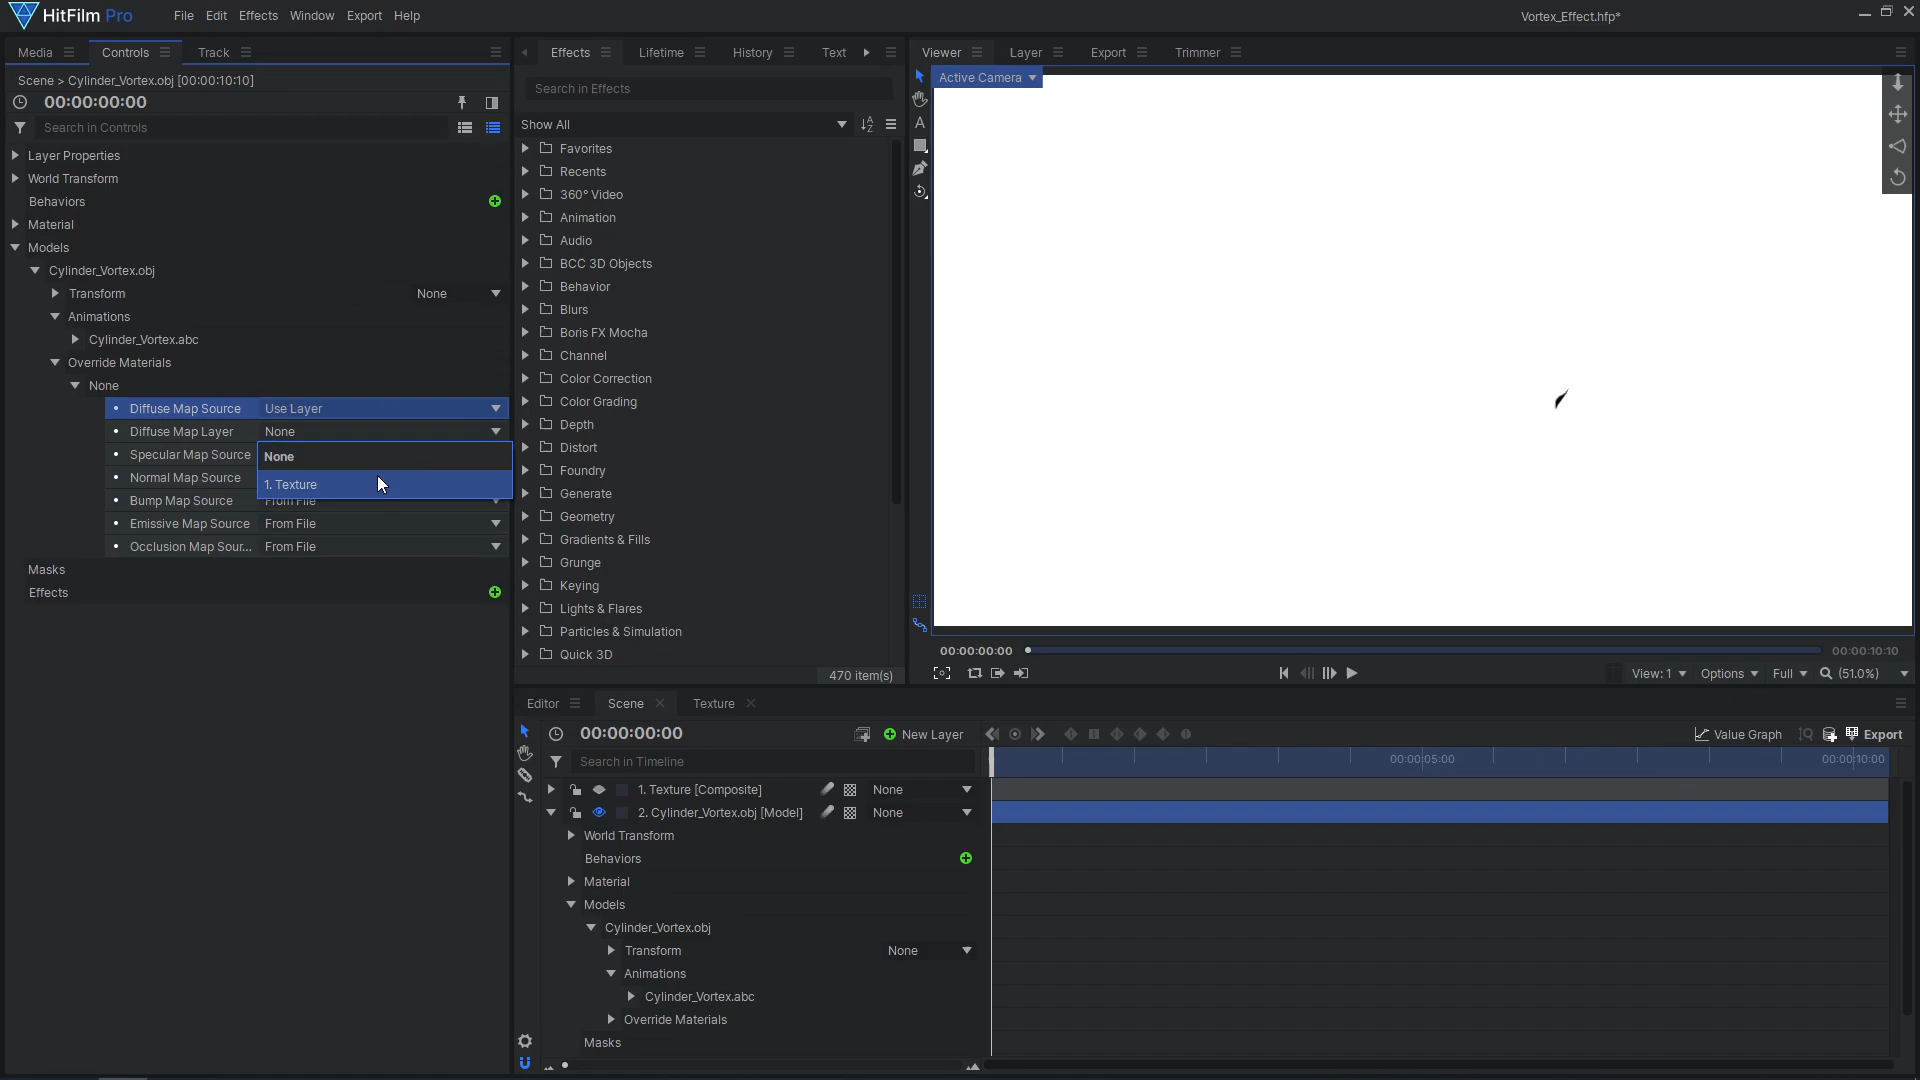 HitFilm Pro
File Edit Effects Window Export Help
Vortex_Effect.hfp*
Media Controls Track
Scene > Cylinder_Vortex.obj [00:00:10:10]
00:00:00:00
Search in Controls
Layer Properties
World Transform
Behaviors
Material
Models
Cylinder_Vortex.obj
Transform None
Animations
Cylinder_Vortex.abc
Override Materials
None
Diffuse Map Source Use Layer
Diffuse Map Layer None
Specular Map Source None
Normal Map Source 1. Texture
Bump Map Source From File
Emissive Map Source From File
Occlusion Map Sour... From File
Masks
Effects
Effects Lifetime History Text
Search in Effects
Show All
Favorites
Recents
360° Video
Animation
Audio
BCC 3D Objects
Behavior
Blurs
Boris FX Mocha
Channel
Color Correction
Color Grading
Depth
Distort
Foundry
Generate
Geometry
Gradients & Fills
Grunge
Keying
Lights & Flares
Particles & Simulation
Quick 3D
470 item(s)
Viewer Layer Export Trimmer
Active Camera
A
00:00:00:00 00:00:10:10
View: 1 Options Full (51.0%)
Editor Scene Texture
00:00:00:00 New Layer Value Graph Export
Search in Timeline
00:00:05:00 00:00:10:00
1. Texture [Composite] None
2. Cylinder_Vortex.obj [Model] None
World Transform
Behaviors
Material
Models
Cylinder_Vortex.obj
Transform None
Animations
Cylinder_Vortex.abc
Override Materials
Masks